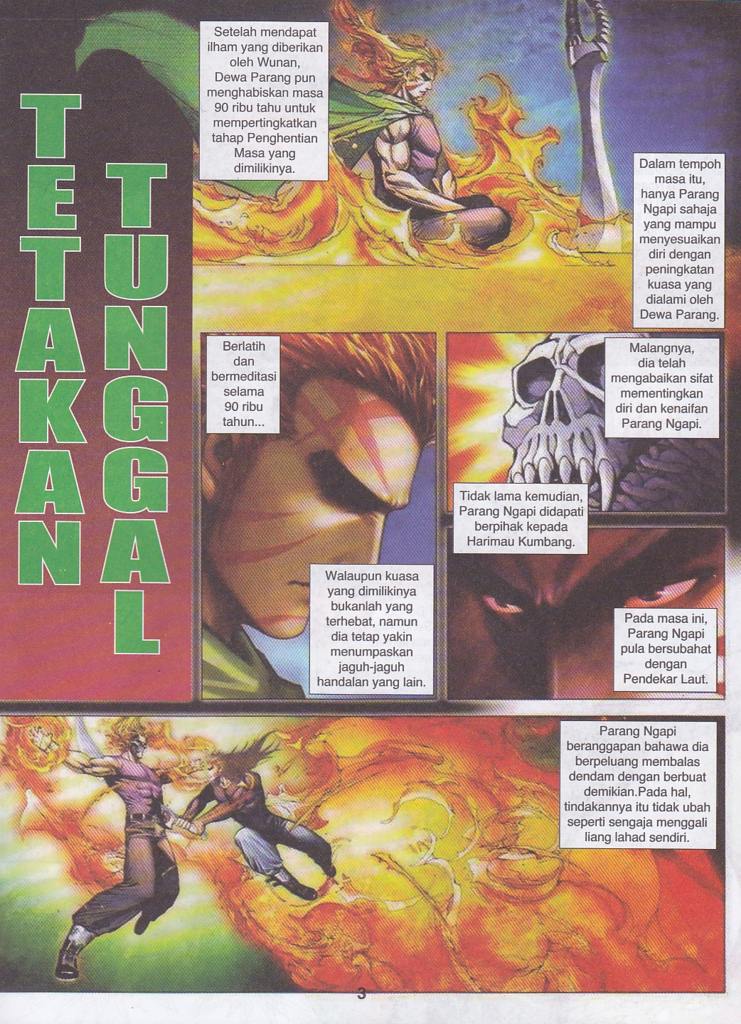 TETAKAN
TUNGGAL
Setelah mendapat
ilham yang diberikan
oleh Wunan,
Dewa Parang pun
menghabiskan masa
90 ribu tahu untuk
mempertingkatkan
tahap Penghentian
Masa yang
dimilikinya.
Dalam tempoh
masa itu,
hanya Parang
Ngapi sahaja
yang mampu
menyesuaikan
diri dengan
peningkatan
kuasa yang
dialami oleh
Dewa Parang.
Berlatih
dan
bermeditasi
selama
90 ribu
tahun...
Walaupun kuasa
yang dimilikinya
bukanlah yang
terhebat, namun
dia tetap yakin
menumpaskan
jaguh-jaguh
handalan yang lain.
Malangnya,
dia telah
mengabaikan sifat
mementingkan
diri dan kenaifan
Parang Ngapi.
Tidak lama kemudian,
Parang Ngapi didapati
berpihak kepada
Harimau Kumbang.
Pada masa ini,
Parang Ngapi
pula bersubahat
dengan
Pendekar Laut.
Parang Ngapi
beranggapan bahawa dia
berpeluang membalas
dendam dengan berbuat
demikian.Pada hal,
tindakannya itu tidak ubah
seperti sengaja menggali
liang lahad sendiri.
3